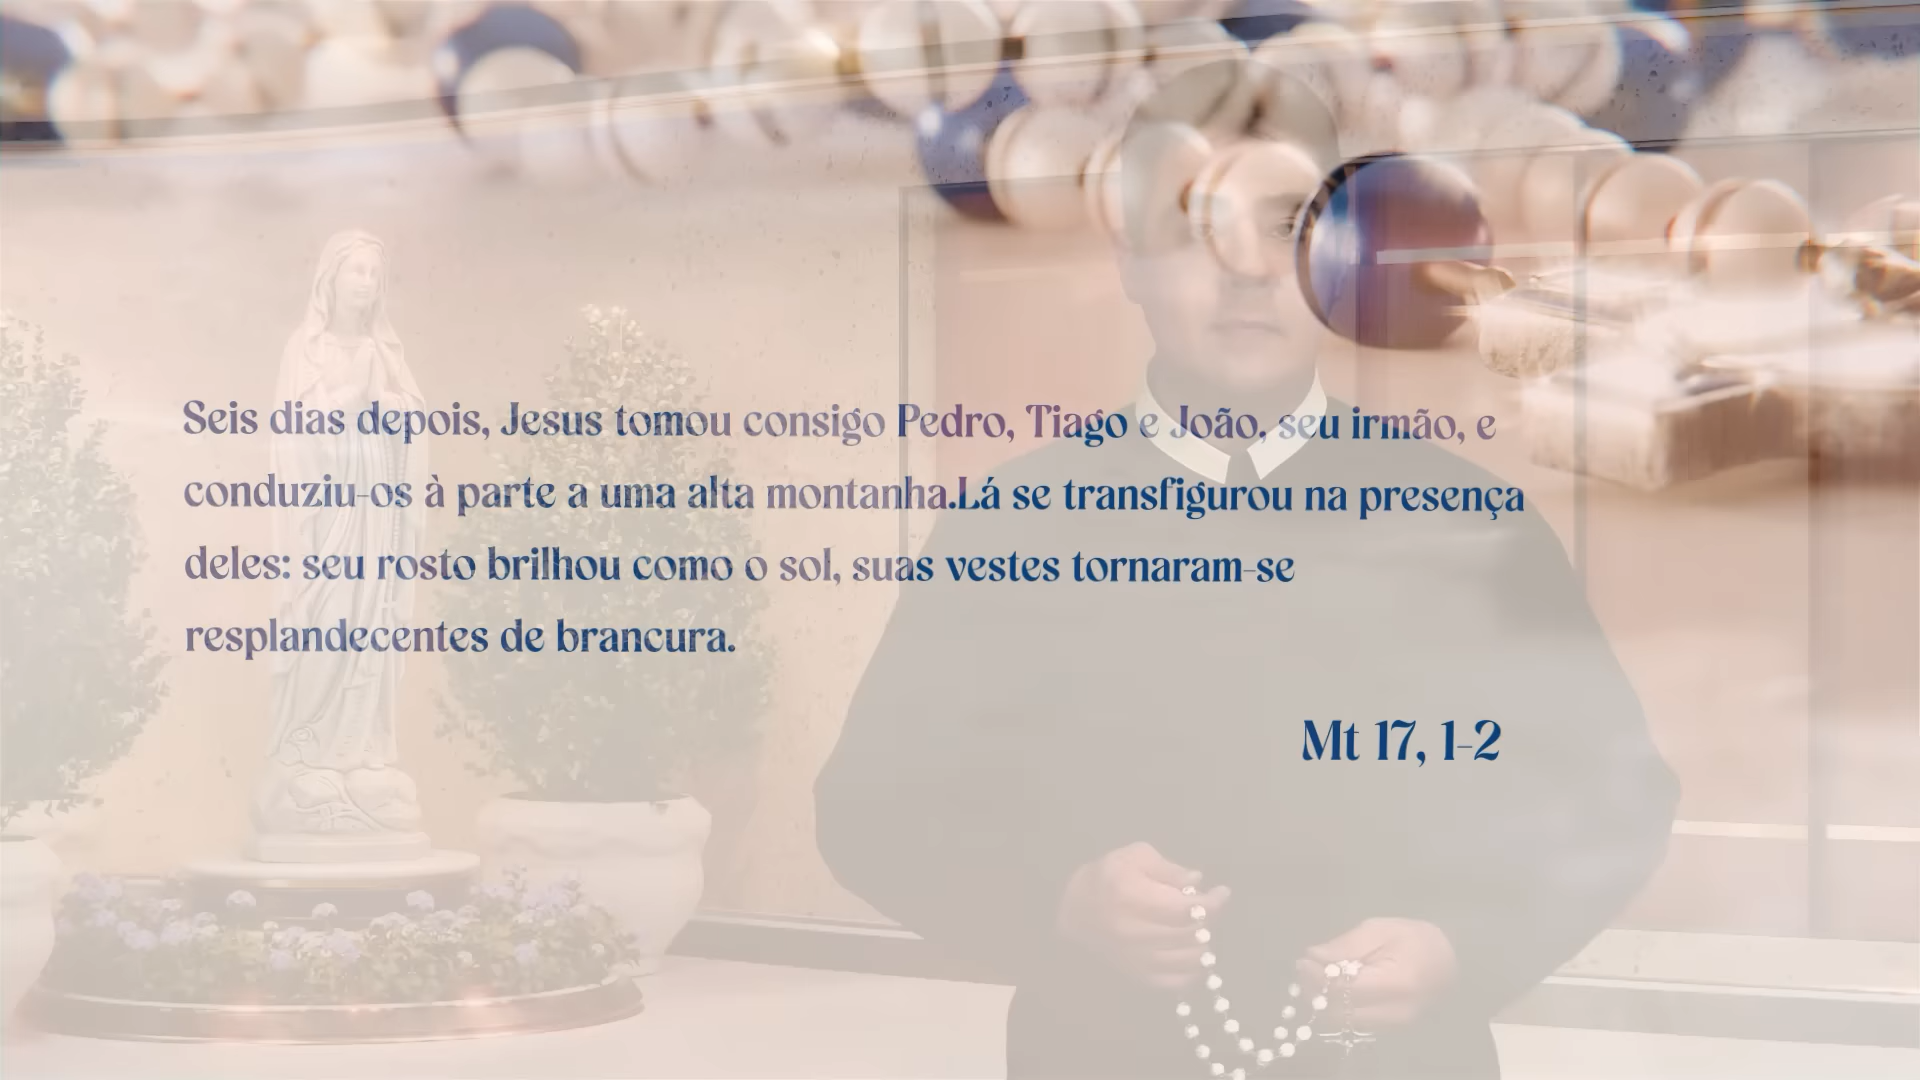 Seis dias depois, Jesus tomou consigo Pedro, Tiago e João, seu irmão, e
conduziu-os à parte a uma alta montanha.Lá se transfigurou na presença
deles: seu rosto brilhou como o sol, suas vestes tornaram-se
resplandecentes de brancura.
Mt 17, 1-2